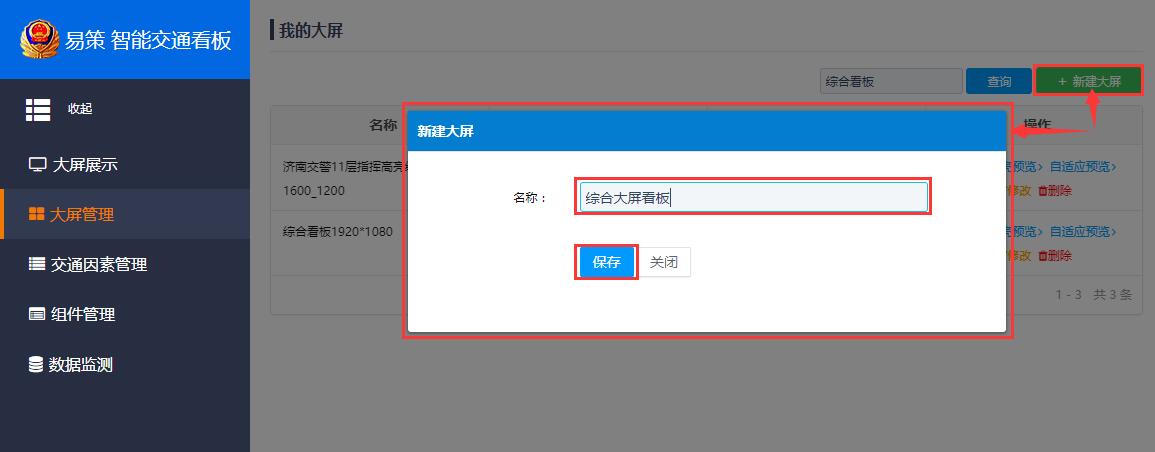 易策 智能交通看板
收起
大屏展示
大屏管理
交通因素管理
组件管理
数据监测
我的大屏
综合看板
查询
+ 新建大屏
名称
操作
新建大屏
名称：
综合大屏看板
保存
关闭
济南交警11层指挥高亮
1600_1200
预览› 自适应预览›
修改 删除
综合看板1920*1080
预览› 自适应预览›
修改 删除
1 - 3 共 3 条